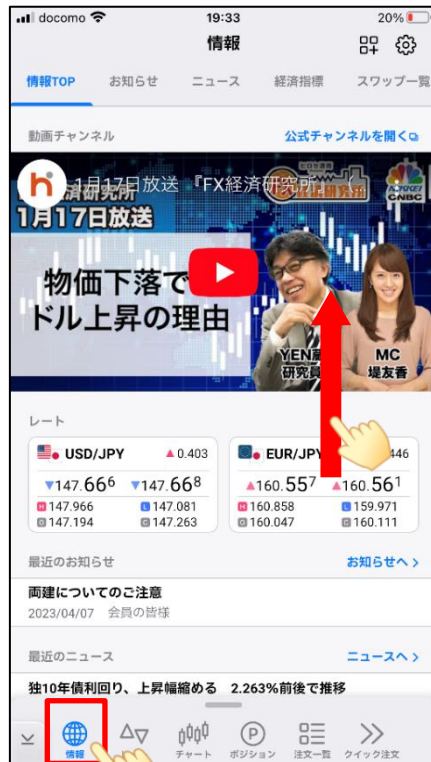 docomo 19:33 20%
情報
情報TOP お知らせ ニュース 経済指標 スワップ一覧
動画チャンネル 公式チャンネルを開く
h 1月17日放送 『FX経済研究所』
1月17日放送
NIKKEI CNBC
物価下落で
ドル上昇の理由
YEN MC
研究員 堤友香
レート
USD/JPY ▲0.403 EUR/JPY 446
▼147.666 ▼147.668 ▲160.557 ▲160.561
H 147.966 L 147.081 H 160.858 L 159.971
O 147.194 O 147.263 O 160.047 O 160.111
最近のお知らせ お知らせへ >
両建についてのご注意
2023/04/07 会員の皆様
最近のニュース ニュースへ >
独10年債利回り、上昇幅縮める 2.263%前後で推移
情報 チャート ポジション 注文一覧 クイック注文